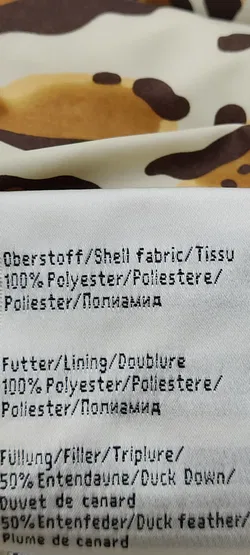 Oberstoff/Shell fabric/Tissu
100% Polyester/Poliestere/
Poliester/Полиамид
Futter/Lining/Doublure
100% Polyester/Poliestere/
Poliester/Полиамид
Füllung/Filler/Triplure/
50% Entendaune/Duck Down/
Duvet de canard
50% Entenfeder/Duck feather/
Plume de canard